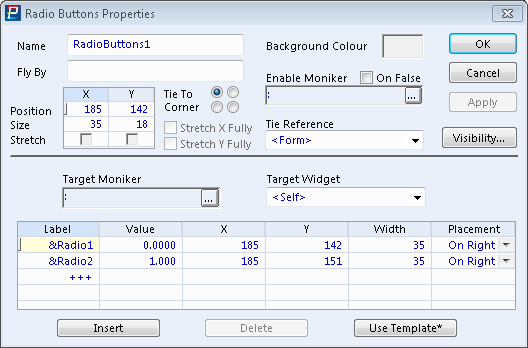 Radio Buttons Properties
Name RadioButtons1 Background Colour OK
Fly By
Enable Moniker On False Cancel
X Y Tie To
Corner : ... Apply
Position 185 142
Size 35 18 Stretch X Fully Tie Reference
Stretch Stretch Y Fully <Form> Visibility...
Target Moniker Target Widget
: ... <Self>
Label Value X Y Width Placement
&Radio1 0.0000 185 142 35 On Right
&Radio2 1.000 185 151 35 On Right
+++
Insert Delete Use Template*